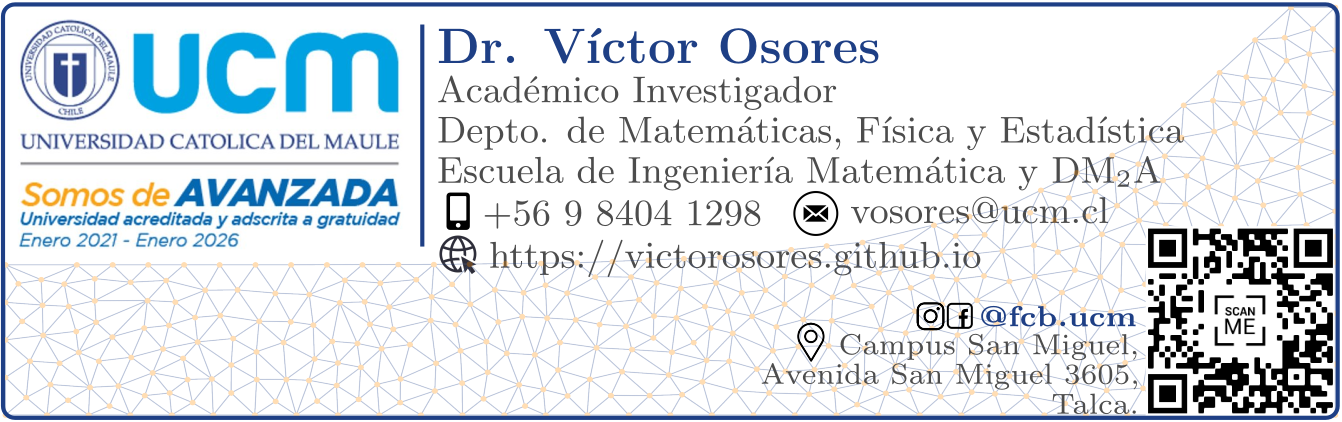 UNIVERSIDAD CATOLICA DEL MAULE
CHILE
UCM
UNIVERSIDAD CATOLICA DEL MAULE
Somos de AVANZADA
Universidad acreditada y adscrita a gratuidad
Enero 2021 - Enero 2026
Dr. Víctor Osores
Académico Investigador
Depto. de Matemáticas, Física y Estadística
Escuela de Ingeniería Matemática y DM₂A
+56 9 8404 1298 vosores@ucm.cl
https://victorosores.github.io
@fcb.ucm
Campus San Miguel,
Avenida San Miguel 3605,
Talca.
SCAN
ME